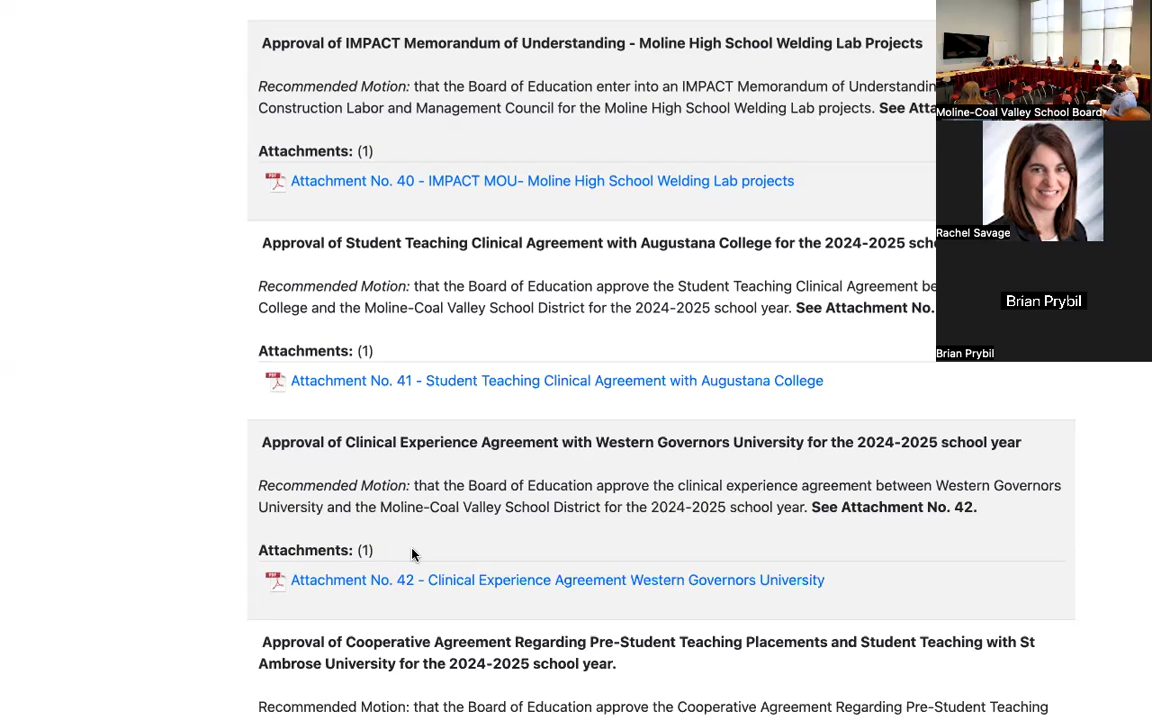 Approval of IMPACT Memorandum of Understanding - Moline High School Welding Lab Projects
Recommended Motion: that the Board of Education enter into an IMPACT Memorandum of Understanding
Construction Labor and Management Council for the Moline High School Welding Lab projects. See Atta
Attachments: (1)
Attachment No. 40 - IMPACT MOU- Moline High School Welding Lab projects
Approval of Student Teaching Clinical Agreement with Augustana College for the 2024-2025 scho
Recommended Motion: that the Board of Education approve the Student Teaching Clinical Agreement be
College and the Moline-Coal Valley School District for the 2024-2025 school year. See Attachment No.
Attachments: (1)
Attachment No. 41 - Student Teaching Clinical Agreement with Augustana College
Approval of Clinical Experience Agreement with Western Governors University for the 2024-2025 school year
Recommended Motion: that the Board of Education approve the clinical experience agreement between Western Governors
University and the Moline-Coal Valley School District for the 2024-2025 school year. See Attachment No. 42.
Attachments: (1)
Attachment No. 42 - Clinical Experience Agreement Western Governors University
Approval of Cooperative Agreement Regarding Pre-Student Teaching Placements and Student Teaching with St
Ambrose University for the 2024-2025 school year.
Recommended Motion: that the Board of Education approve the Cooperative Agreement Regarding Pre-Student Teaching
Moline-Coal Valley School Board
Rachel Savage
Brian Prybil
Brian Prybil